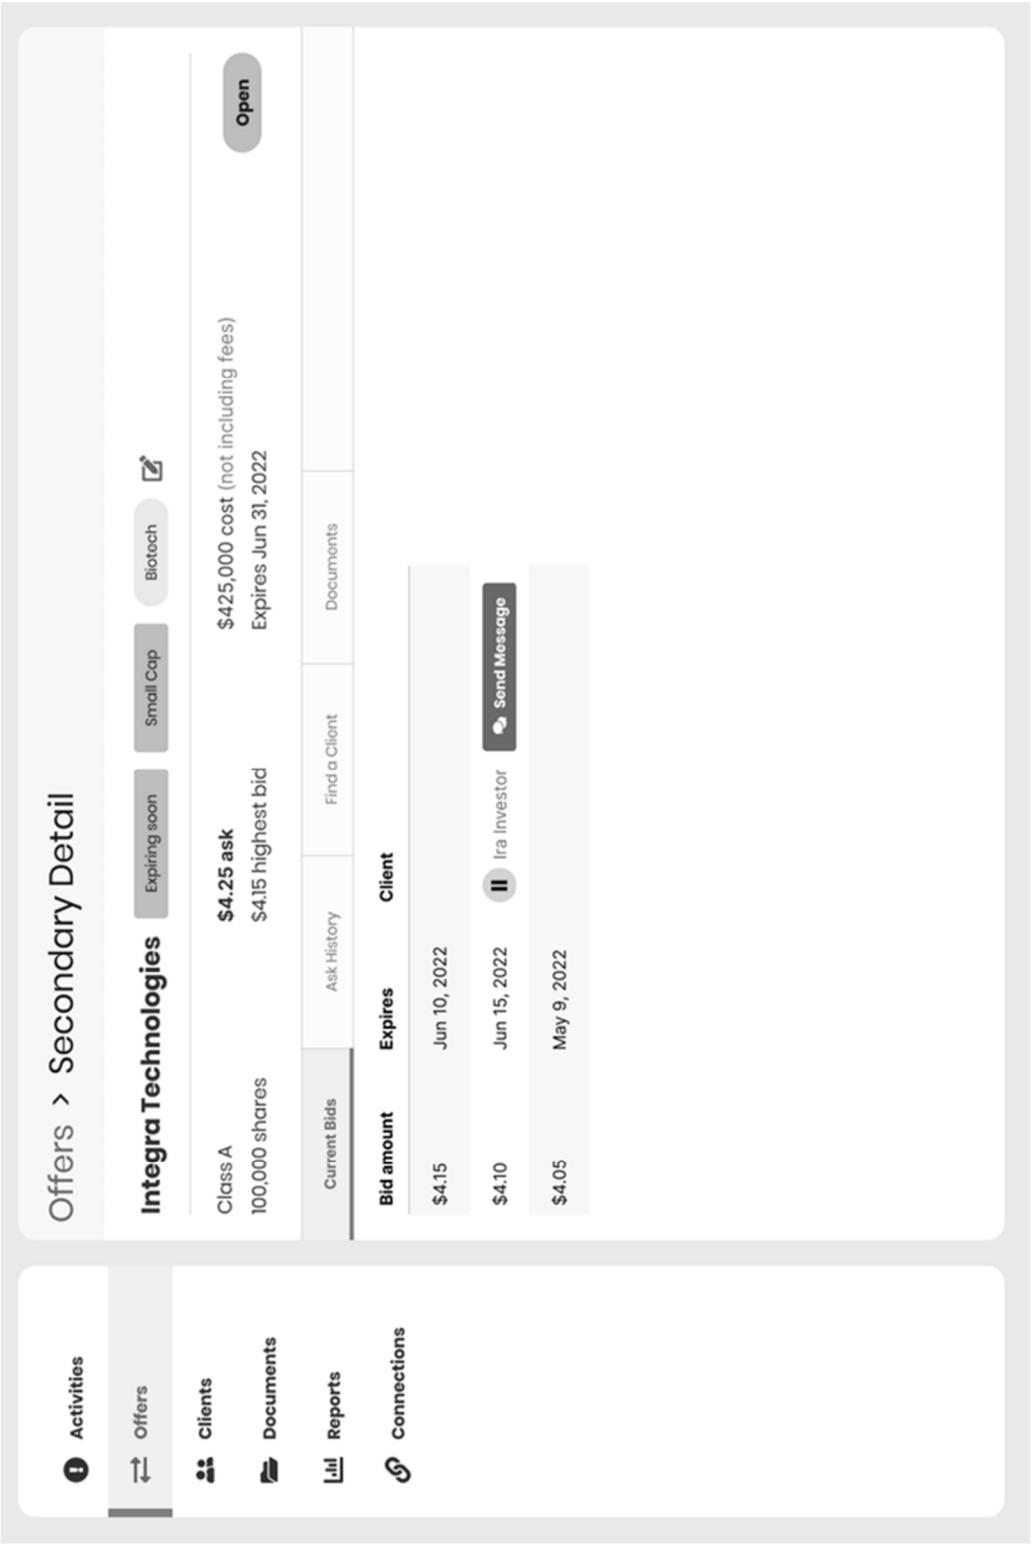 Activities
Offers
Clients
Documents
Reports
Connections
Offers > Secondary Detail
Integra Technologies Expiring soon Small Cap Biotoch
Class A $4.25 ask $425,000 cost (not including fees) Open
100,000 shares $4.15 highest bid Expires Jun 31, 2022
Current Bids Ask History Find a Client Documents
Bid amount Expires Client
$4.15 Jun 10, 2022
$4.10 Jun 15, 2022 II Ira Investor Send Message
$4.05 May 9, 2022